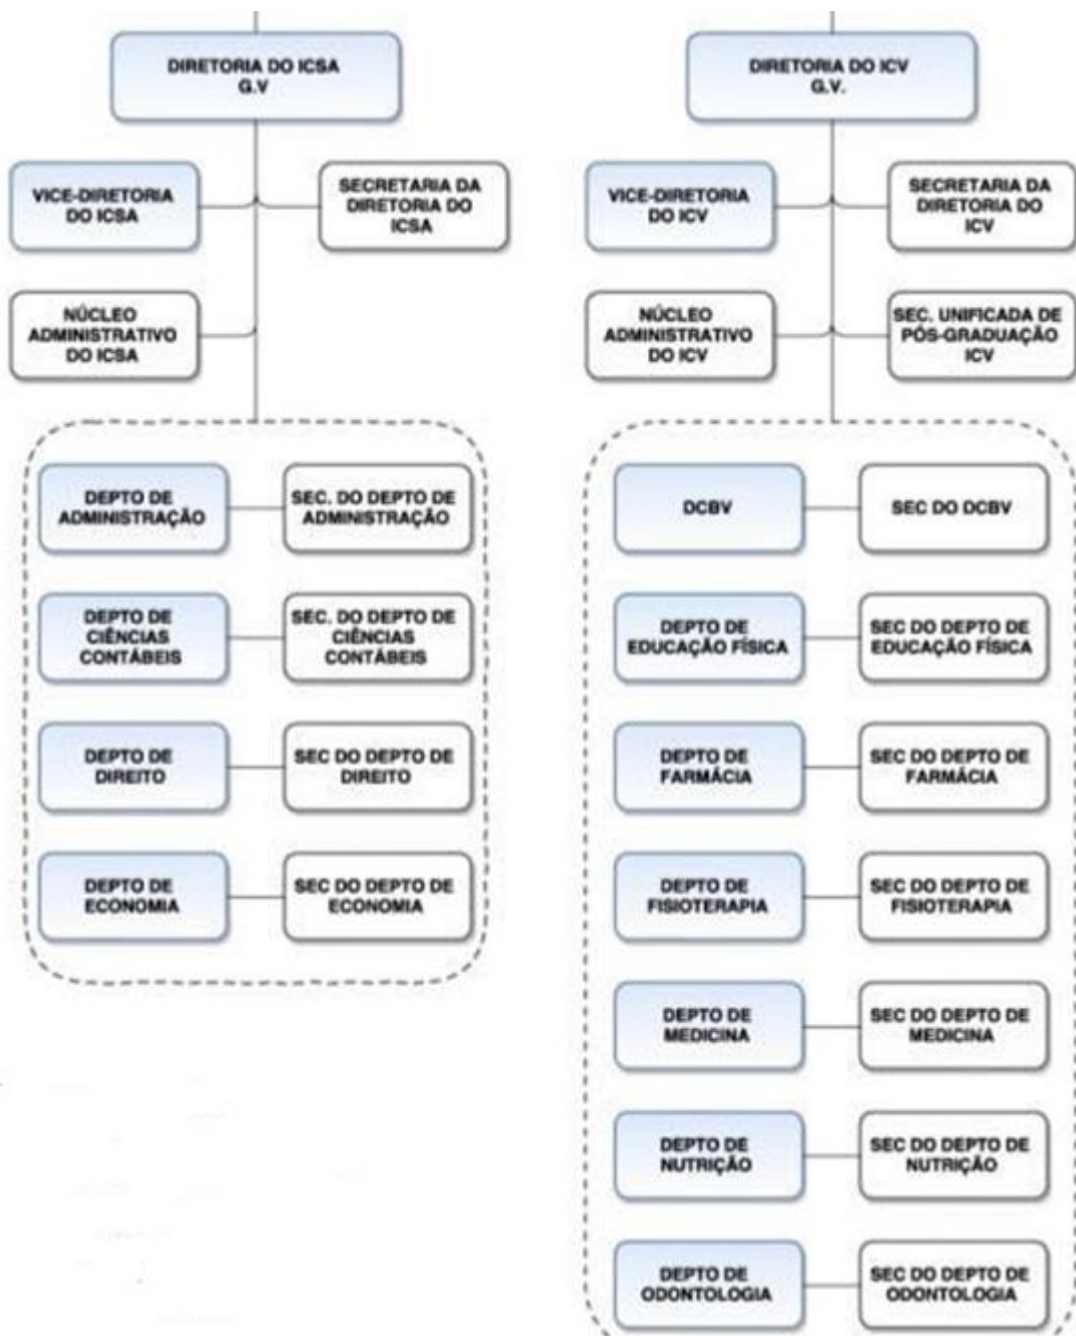 DIRETORIA DO ICSA
G.V
VICE-DIRETORIA
DO ICSA
SECRETARIA DA
DIRETORIA DO
ICSA
NÚCLEO
ADMINISTRATIVO
DO ICSA
DEPTO DE
ADMINISTRAÇÃO
SEC. DO DEPTO DE
ADMINISTRAÇÃO
DEPTO DE
CIÊNCIAS
CONTÁBEIS
SEC. DO DEPTO DE
CIÊNCIAS
CONTÁBEIS
DEPTO DE
DIREITO
SEC DO DEPTO DE
DIREITO
DEPTO DE
ECONOMIA
SEC DO DEPTO DE
ECONOMIA
DIRETORIA DO ICV
G.V.
VICE-DIRETORIA
DO ICV
SECRETARIA DA
DIRETORIA DO
ICV
NÚCLEO
ADMINISTRATIVO
DO ICV
SEC. UNIFICADA DE
PÓS-GRADUAÇÃO
ICV
DCBV
SEC DO DCBV
DEPTO DE
EDUCAÇÃO FÍSICA
SEC DO DEPTO DE
EDUCAÇÃO FÍSICA
DEPTO DE
FARMÁCIA
SEC DO DEPTO DE
FARMÁCIA
DEPTO DE
FISIOTERAPIA
SEC DO DEPTO DE
FISIOTERAPIA
DEPTO DE
MEDICINA
SEC DO DEPTO DE
MEDICINA
DEPTO DE
NUTRIÇÃO
SEC DO DEPTO DE
NUTRIÇÃO
DEPTO DE
ODONTOLOGIA
SEC DO DEPTO DE
ODONTOLOGIA